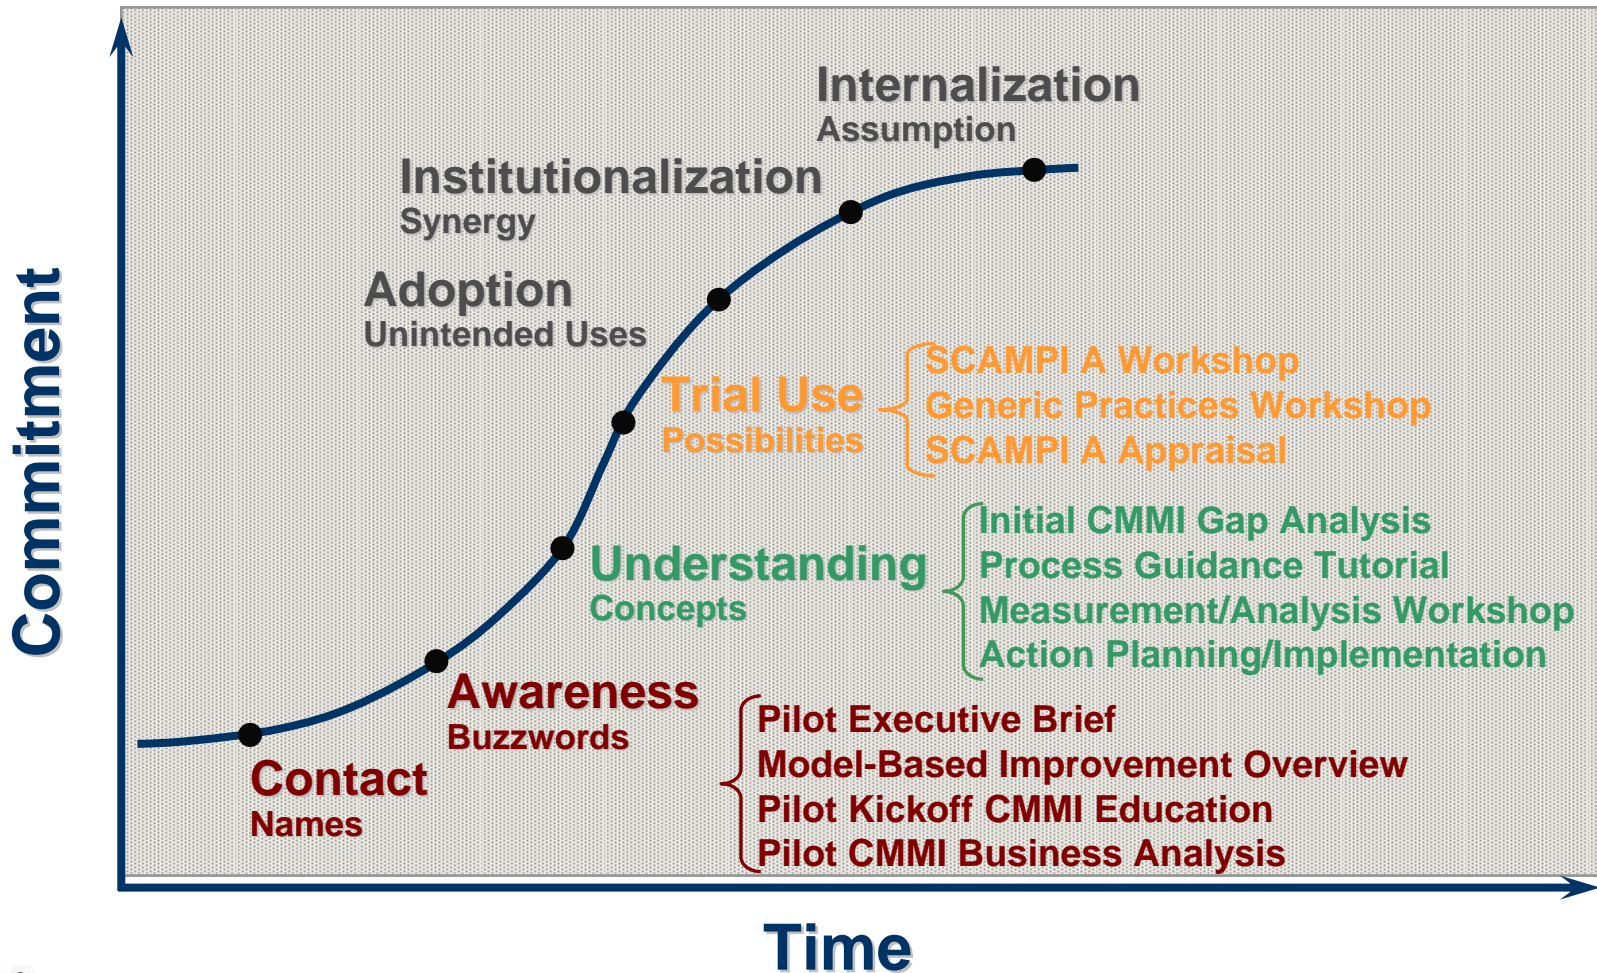 Internalization
Assumption
Institutionalization
Synergy
Adoption
Unintended Uses
Trial Use
Possibilities
SCAMPI A Workshop
Generic Practices Workshop
SCAMPI A Appraisal
Understanding
Concepts
Initial CMMI Gap Analysis
Process Guidance Tutorial
Measurement/Analysis Workshop
Action Planning/Implementation
Awareness
Buzzwords
Contact
Names
Pilot Executive Brief
Model-Based Improvement Overview
Pilot Kickoff CMMI Education
Pilot CMMI Business Analysis
Commitment
Time